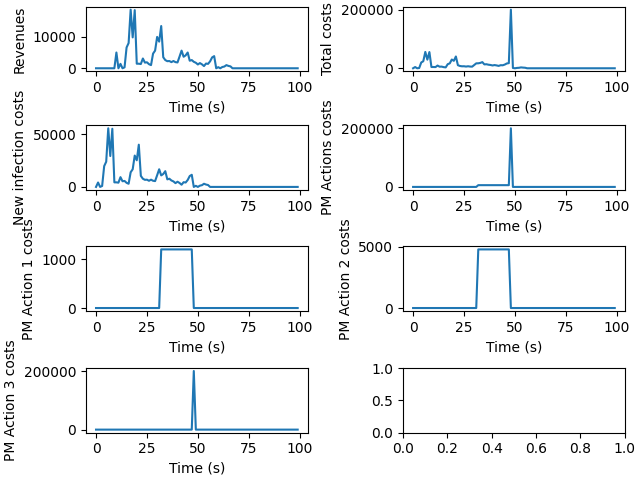 Revenues
10000
0
0 25 50 75 100
Time (s)
Total costs
200000
0
0 25 50 75 100
Time (s)
New infection costs
50000
0
0 25 50 75 100
Time (s)
PM Actions costs
200000
0
0 25 50 75 100
Time (s)
PM Action 1 costs
1000
0
0 25 50 75 100
Time (s)
PM Action 2 costs
5000
0
0 25 50 75 100
Time (s)
PM Action 3 costs
200000
0
0 25 50 75 100
Time (s)
1.0
0.5
0.0
0.0 0.2 0.4 0.6 0.8 1.0